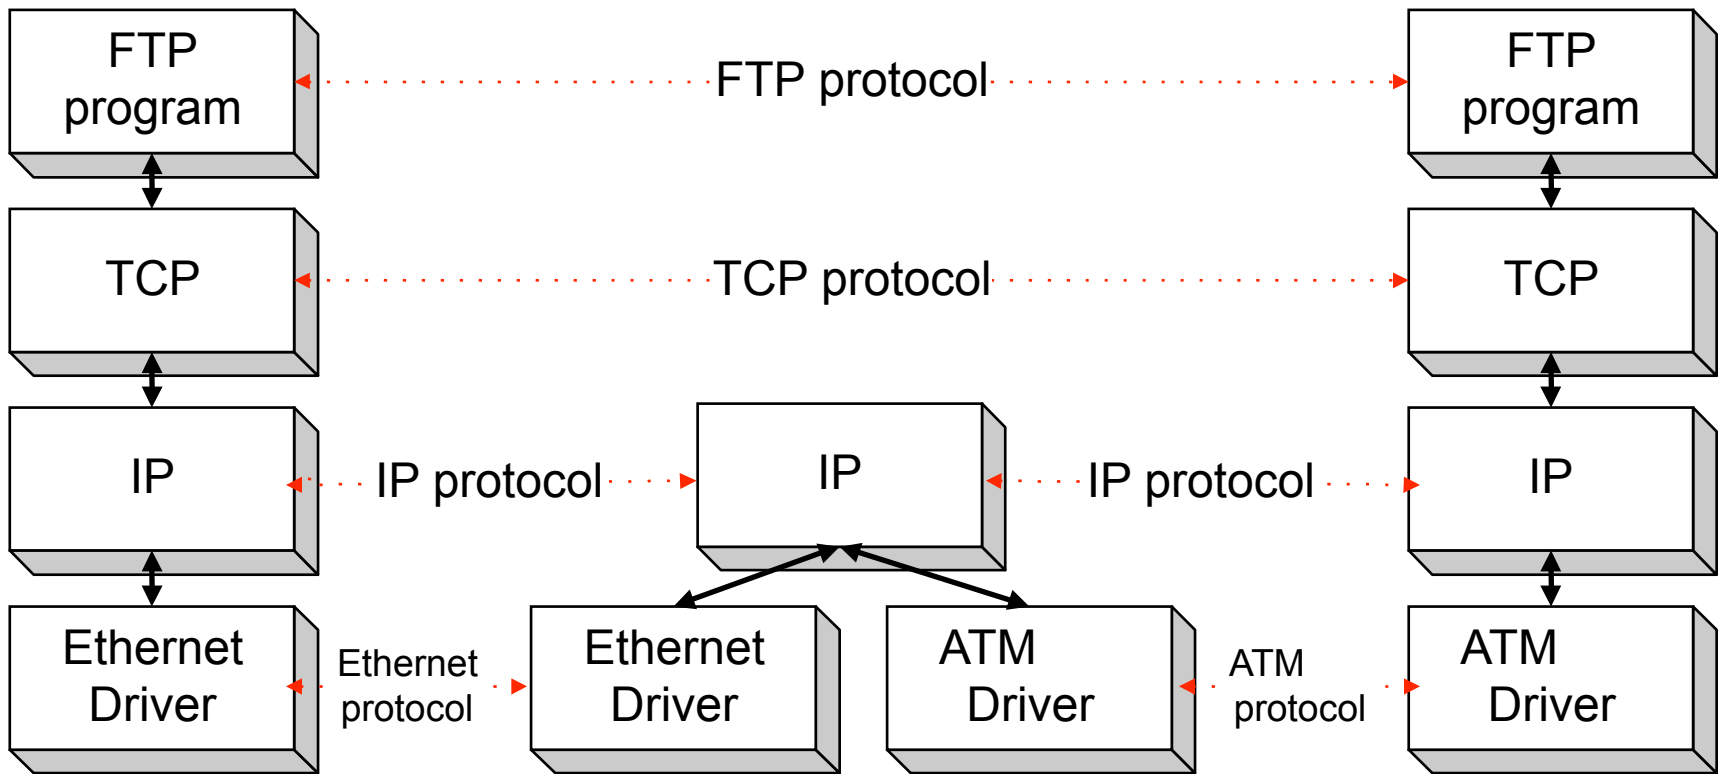 FTP
program
FTP protocol
FTP
program
TCP
TCP protocol
TCP
IP
IP protocol
IP
IP protocol
IP
Ethernet
Driver
Ethernet
protocol
Ethernet
Driver
ATM
Driver
ATM
protocol
ATM
Driver